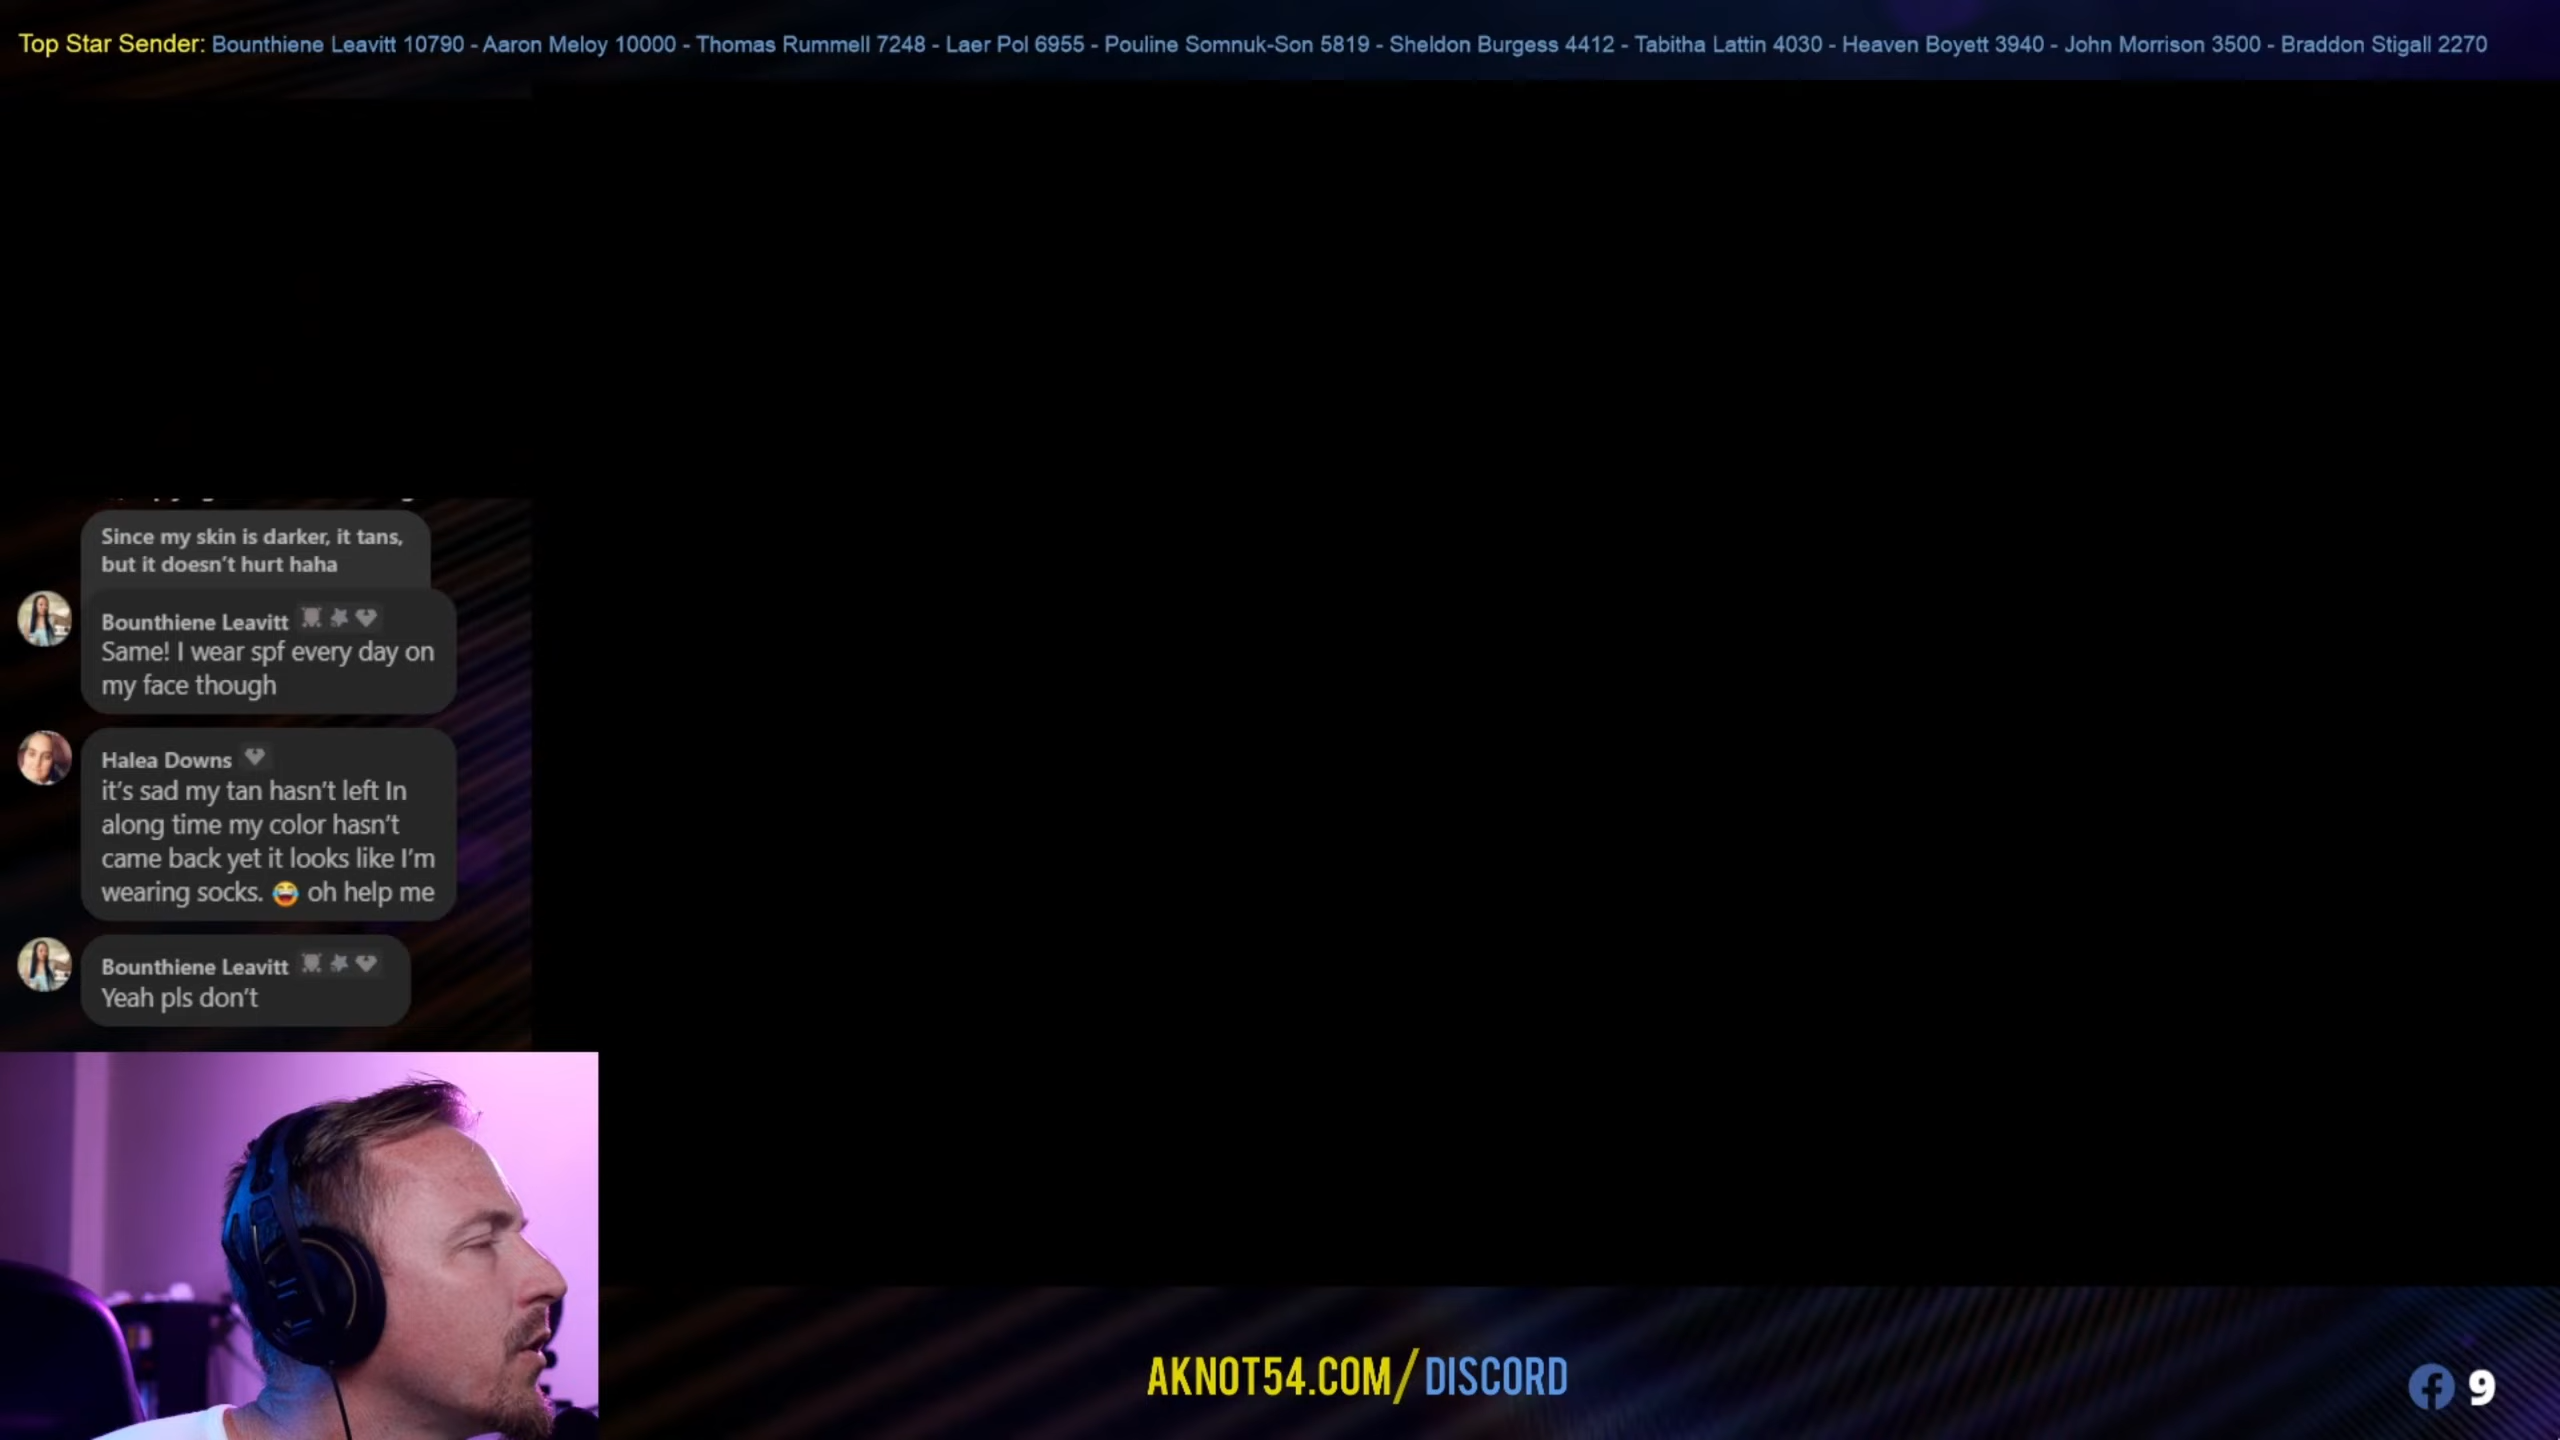 Top Star Sender: Bounthiene Leavitt 10790 - Aaron Meloy 10000 - Thomas Rummell 7248 - Laer Pol 6955 - Pouline Somnuk-Son 5819 - Sheldon Burgess 4412 - Tabitha Lattin 4030 - Heaven Boyett 3940 - John Morrison 3500 - Braddon Stigall 2270
Since my skin is darker, it tans,
but it doesn't hurt haha
Bounthiene Leavitt
Same! I wear spf every day on
my face though
Halea Downs
it's sad my tan hasn't left In
along time my color hasn't
came back yet it looks like I'm
wearing socks. 😂 oh help me
Bounthiene Leavitt
Yeah pls don't
AKNOT54.COM/DISCORD
9